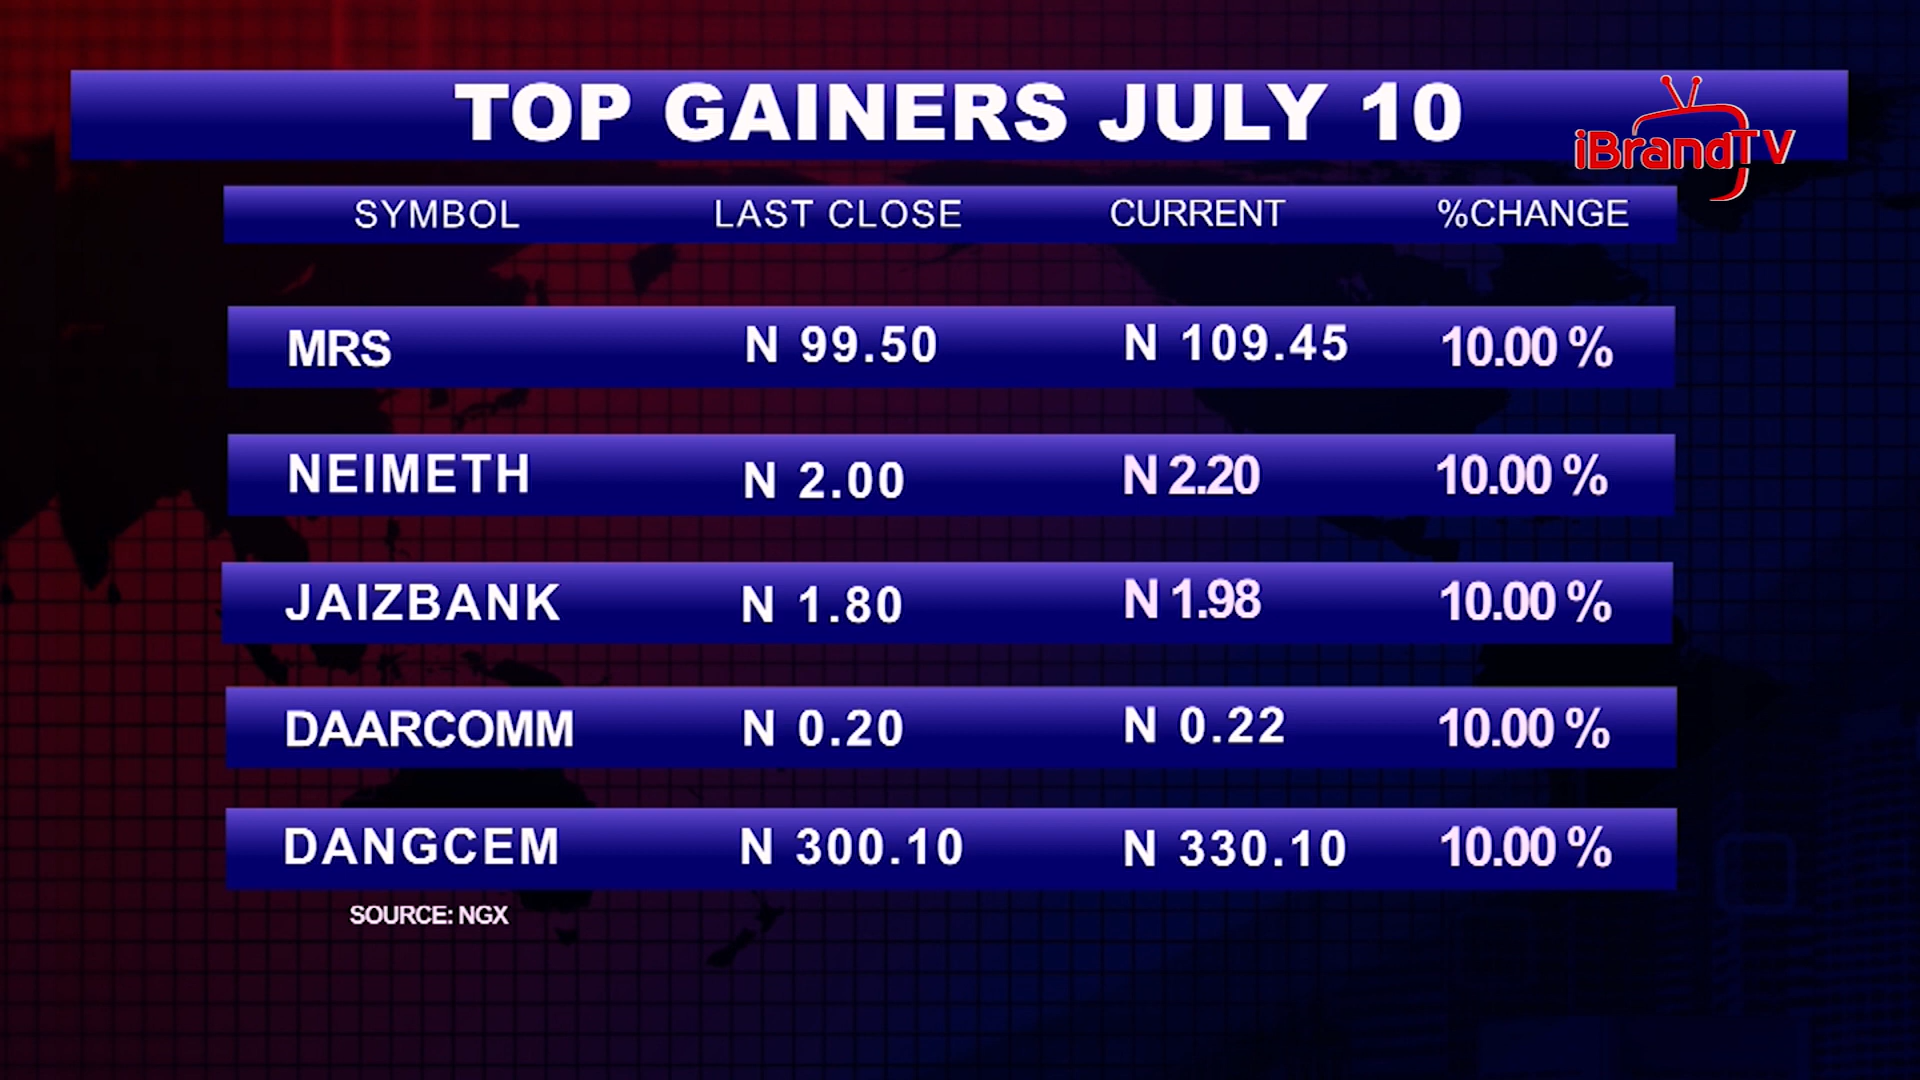 TOP GAINERS JULY 10
iBrandTV
SYMBOL LAST CLOSE CURRENT %CHANGE
MRS N 99.50 N 109.45 10.00 %
NEIMETH N 2.00 N 2.20 10.00 %
JAIZBANK N 1.80 N 1.98 10.00 %
DAARCOMM N 0.20 N 0.22 10.00 %
DANGCEM N 300.10 N 330.10 10.00 %
SOURCE: NGX